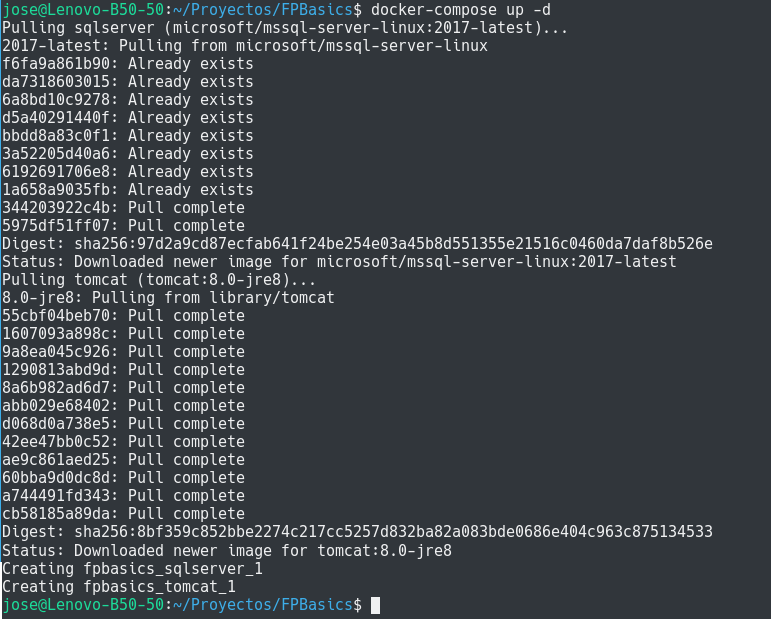 jose@Lenovo-B50-50:~/Proyectos/FPBasics$ docker-compose up -d
Pulling sqlserver (microsoft/mssql-server-linux:2017-latest)...
2017-latest: Pulling from microsoft/mssql-server-linux
f6fa9a861b90: Already exists
da7318603015: Already exists
6a8bd10c9278: Already exists
d5a40291440f: Already exists
bbdd8a83c0f1: Already exists
3a52205d40a6: Already exists
6192691706e8: Already exists
1a658a9035fb: Already exists
344203922c4b: Pull complete
5975df51ff07: Pull complete
Digest: sha256:97d2a9cd87ecfab641f24be254e03a45b8d551355e21516c0460da7daf8b526e
Status: Downloaded newer image for microsoft/mssql-server-linux:2017-latest
Pulling tomcat (tomcat:8.0-jre8)...
8.0-jre8: Pulling from library/tomcat
55cbf04beb70: Pull complete
1607093a898c: Pull complete
9a8ea045c926: Pull complete
1290813abd9d: Pull complete
8a6b982ad6d7: Pull complete
abb029e68402: Pull complete
d068d0a738e5: Pull complete
42ee47bb0c52: Pull complete
ae9c861aed25: Pull complete
60bba9d0dc8d: Pull complete
a744491fd343: Pull complete
cb58185a89da: Pull complete
Digest: sha256:8bf359c852bbe2274c217cc5257d832ba82a083bde0686e404c963c875134533
Status: Downloaded newer image for tomcat:8.0-jre8
Creating fpbasics_sqlserver_1
Creating fpbasics_tomcat_1
jose@Lenovo-B50-50:~/Proyectos/FPBasics$